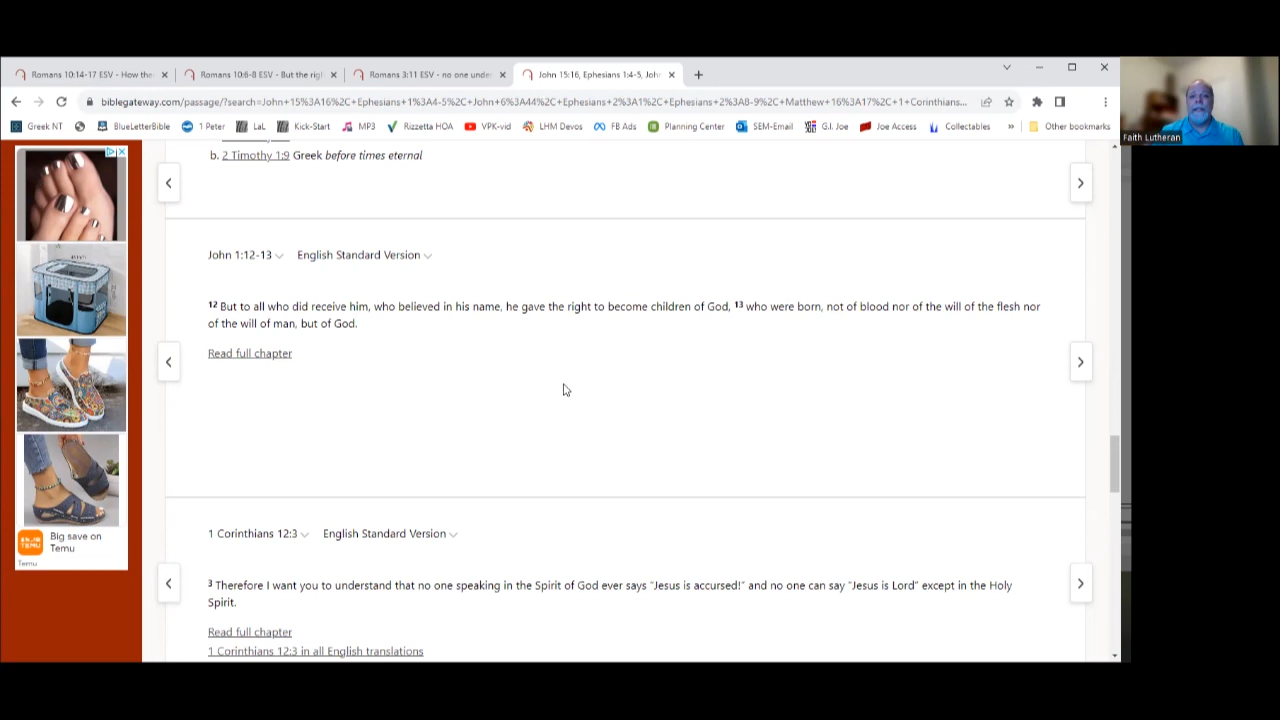 Romans 10:14-17 ESV - How the
Romans 10:6-8 ESV - But the rig
Romans 3:11 ESV - no one unde
John 15:16, Ephesians 1:4-5, Joh
biblegateway.com/passage/?search=John+15%3A16%2C+Ephesians+1%3A4-5%2C+John+6%3A44%2C+Ephesians+2%3A1%2C+Ephesians+2%3A8-9%2C+Matthew+16%3A17%2C+1+Corinthians...
Greek NT BlueLetterBible 1 Peter LaL Kick-Start MP3 Rizzetta HOA VPK-vid LHM Devos FB Ads Planning Center SEM-Email G.I. Joe Joe Access Collectables » Other bookmarks
Faith Lutheran
b. 2 Timothy 1:9 Greek before times eternal
John 1:12-13 English Standard Version
12 But to all who did receive him, who believed in his name, he gave the right to become children of God, 13 who were born, not of blood nor of the will of the flesh nor
of the will of man, but of God.
Read full chapter
1 Corinthians 12:3 English Standard Version
3 Therefore I want you to understand that no one speaking in the Spirit of God ever says “Jesus is accursed!” and no one can say “Jesus is Lord” except in the Holy
Spirit.
Read full chapter
1 Corinthians 12:3 in all English translations
Big save on
Temu
TEMU
Temu